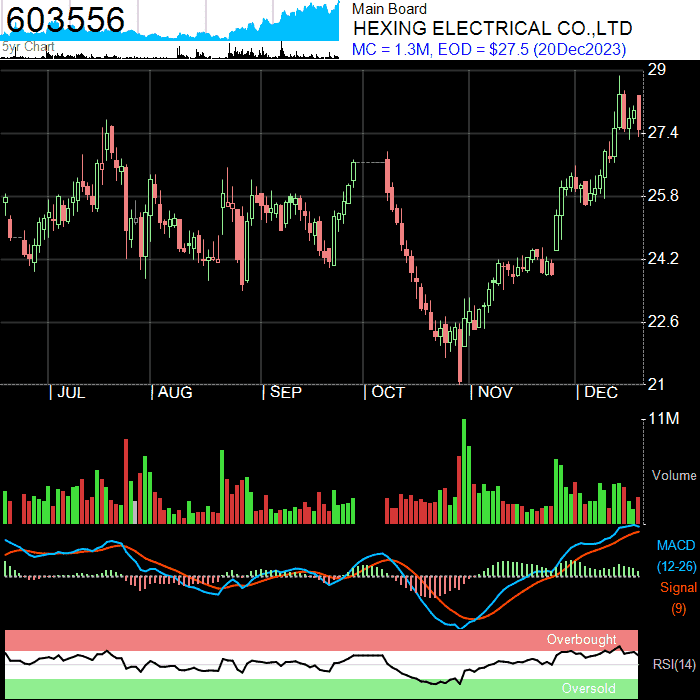 603556
5yr Chart
Main Board
HEXING ELECTRICAL CO.,LTD
MC = 1.3M, EOD = $27.5 (20Dec2023)
29
27.4
25.8
24.2
22.6
21
| JUL | AUG | SEP | OCT | NOV | DEC
11M
Volume
MACD
(12-26)
Signal
(9)
Overbought
RSI(14)
Oversold